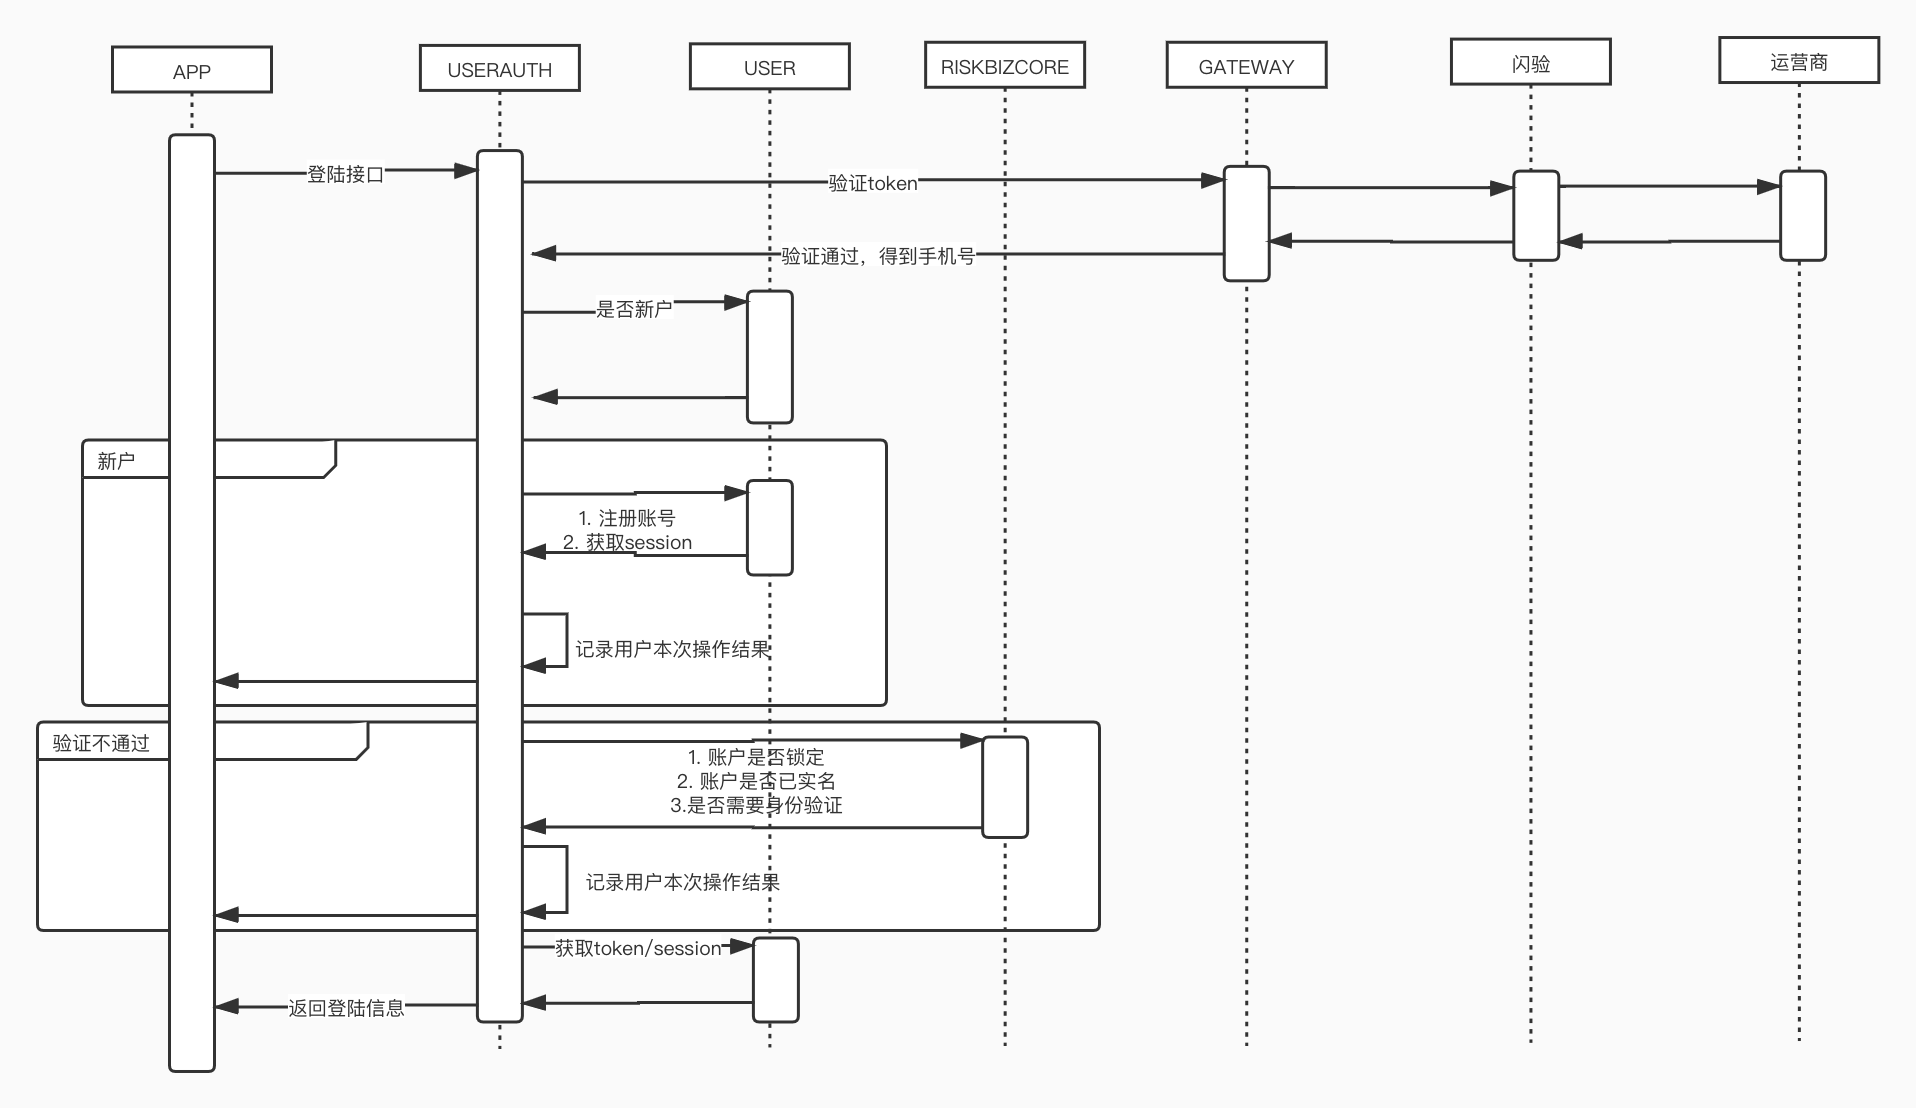 APP
USERAUTH
USER
RISKBIZCORE
GATEWAY
闪验
运营商
登陆接口
验证token
验证通过，得到手机号
是否新户
新户
1. 注册账号
2. 获取session
记录用户本次操作结果
验证不通过
1. 账户是否锁定
2. 账户是否已实名
3.是否需要身份验证
记录用户本次操作结果
获取token/session
返回登陆信息